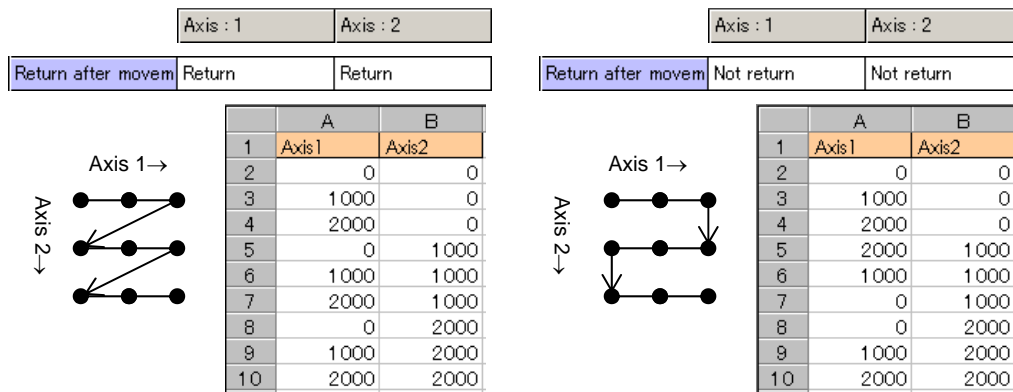 Axis : 1 Axis : 2
Return after movem Return Return
A B
1 Axis1 Axis2
2 0 0
3 1000 0
4 2000 0
5 0 1000
6 1000 1000
7 2000 1000
8 0 2000
9 1000 2000
10 2000 2000
Axis 1→
Axis 2→
Axis : 1 Axis : 2
Return after movem Not return Not return
A B
1 Axis1 Axis2
2 0 0
3 1000 0
4 2000 0
5 2000 1000
6 1000 1000
7 0 1000
8 0 2000
9 1000 2000
10 2000 2000
Axis 1→
Axis 2→